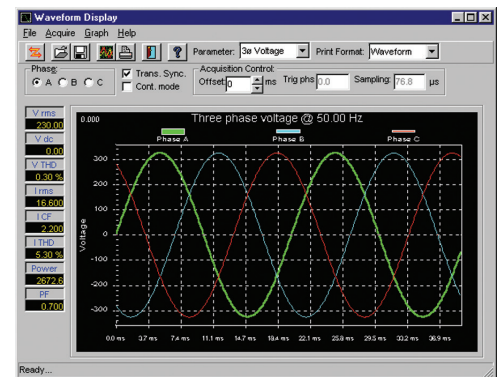 Waveform Display
File Acquire Graph Help
Parameter: 3ø Voltage Print Format: Waveform
Phase: A B C
Trans. Sync.
Cont. mode
Acquisition Control:
Offset 0 ms Trig phs 0.0 Sampling: 76.8 µs
V rms
230.00
V dc
0.00
V THD
0.30 %
I rms
16.600
I CF
2.200
I THD
5.30 %
Power
2672.6
PF
0.700
0.000 Three phase voltage @ 50.00 Hz
Phase A Phase B Phase C
Voltage
300
200
100
0
-100
-200
-300
0.0 ms 3.7 ms 7.4 ms 11.1 ms 14.7 ms 18.4 ms 22.1 ms 25.8 ms 29.5 ms 33.2 ms 36.9 ms
Ready...